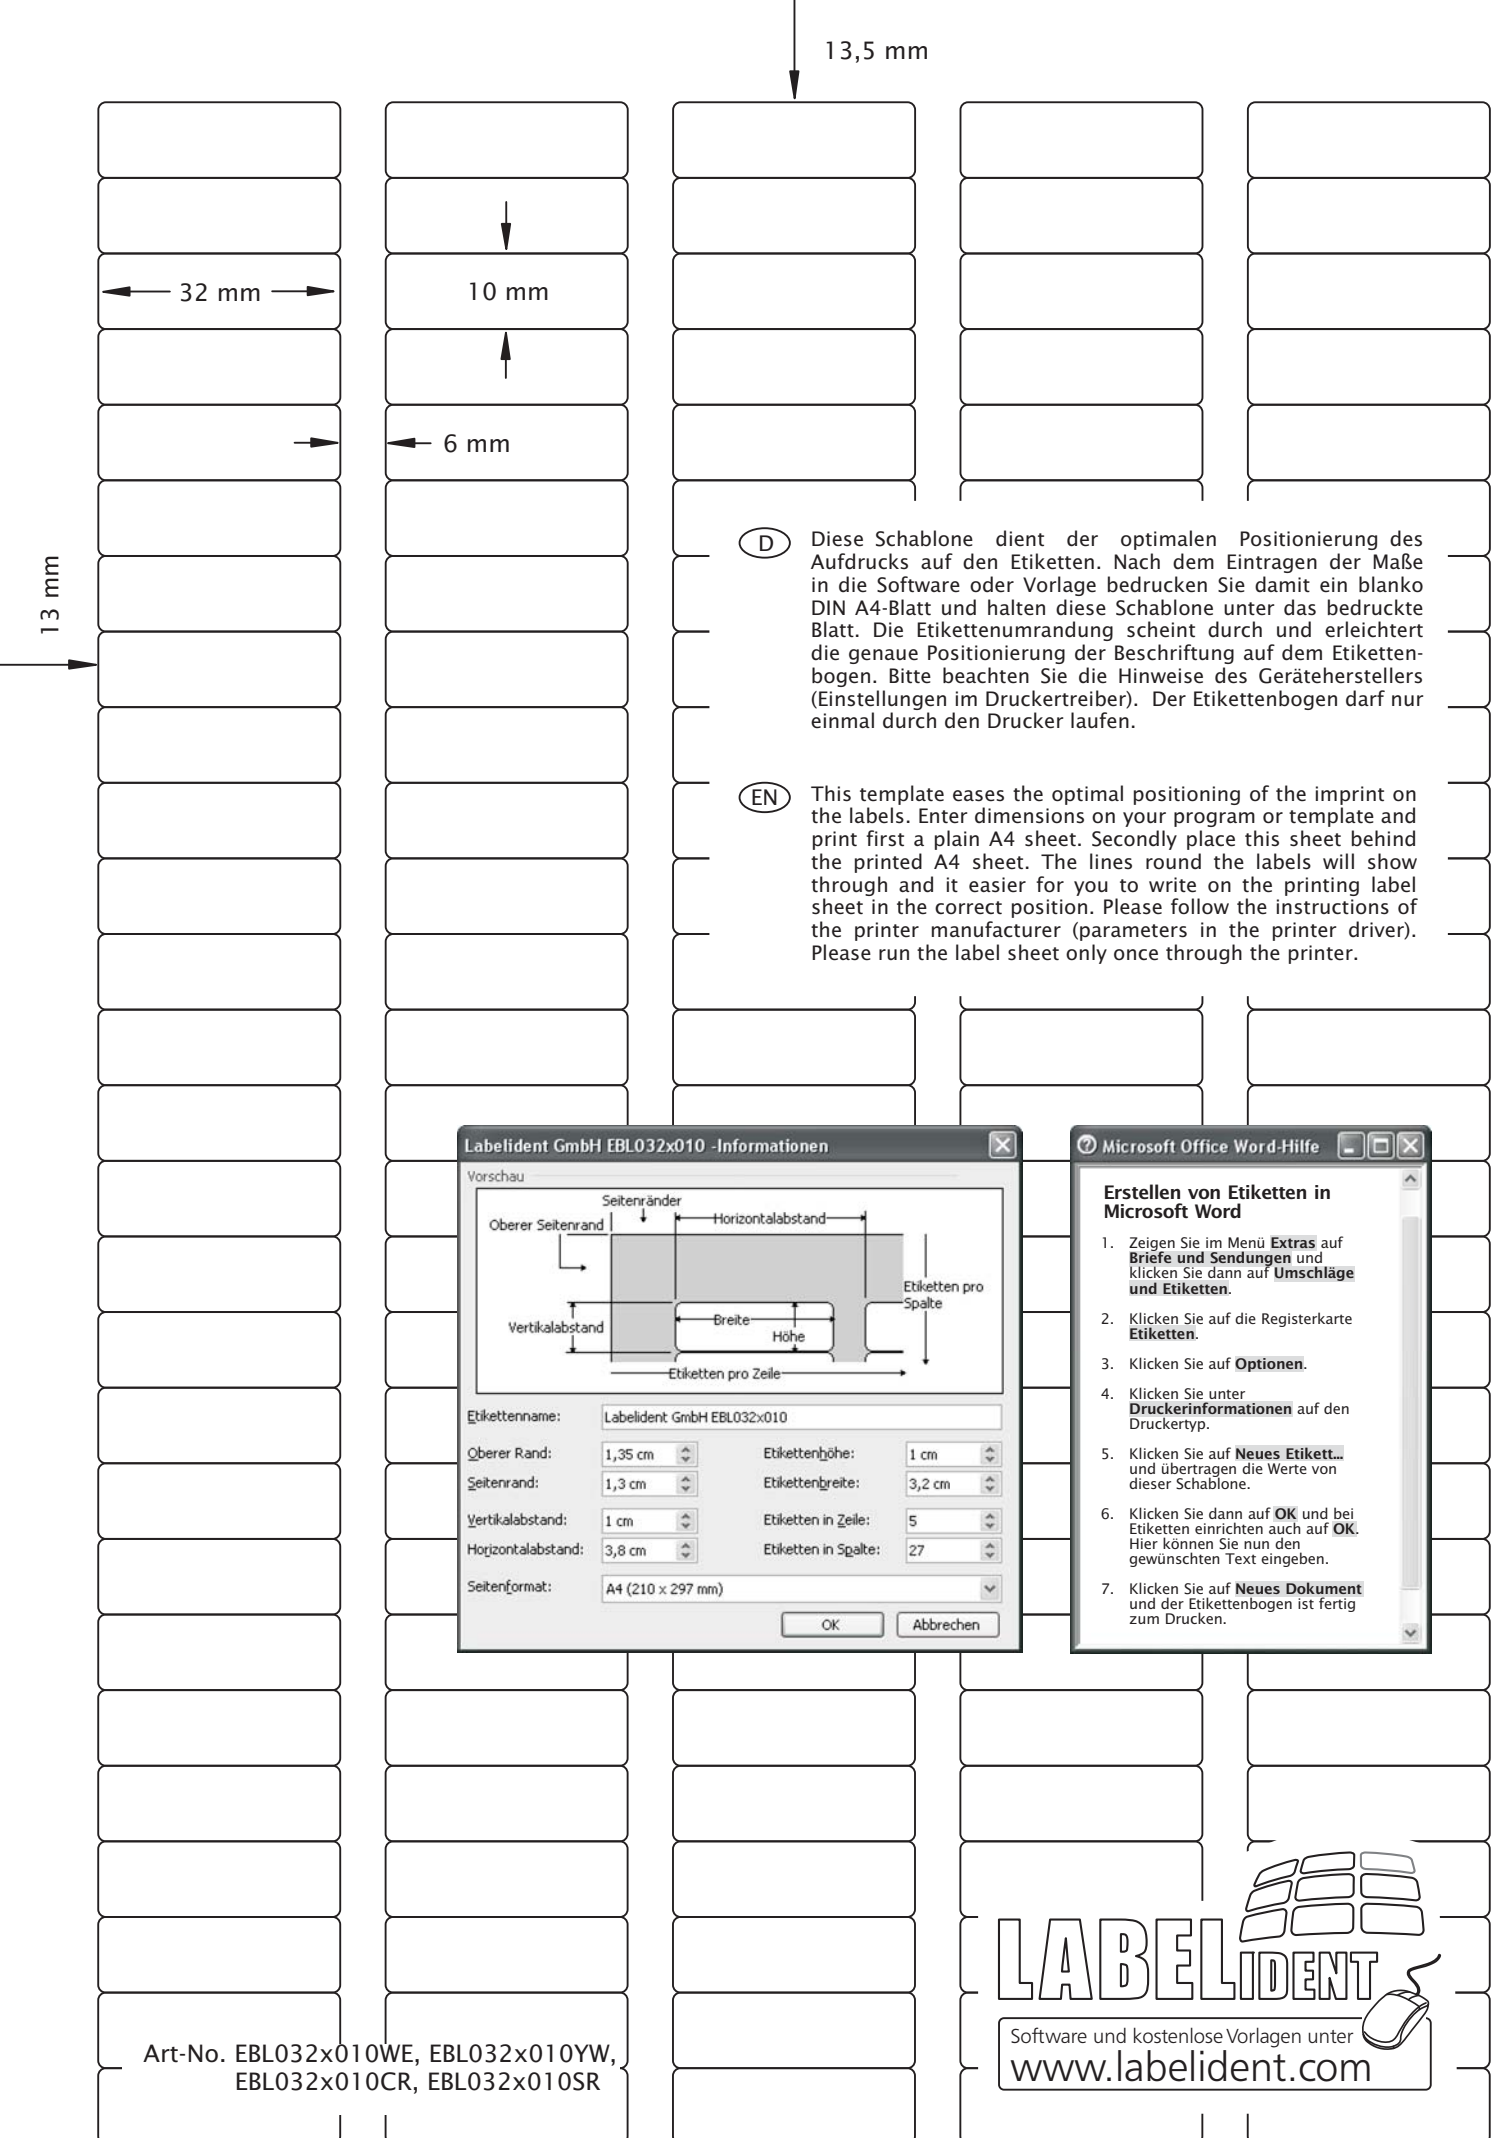 13,5 mm
32 mm
10 mm
6 mm
13 mm
D
Diese Schablone dient der optimalen Positionierung des
Aufdrucks auf den Etiketten. Nach dem Eintragen der Maße
in die Software oder Vorlage bedrucken Sie damit ein blanko
DIN A4-Blatt und halten diese Schablone unter das bedruckte
Blatt. Die Etikettenumrandung scheint durch und erleichtert
die genaue Positionierung der Beschriftung auf dem Etiketten-
bogen. Bitte beachten Sie die Hinweise des Geräteherstellers
(Einstellungen im Druckertreiber). Der Etikettenbogen darf nur
einmal durch den Drucker laufen.
EN
This template eases the optimal positioning of the imprint on
the labels. Enter dimensions on your program or template and
print first a plain A4 sheet. Secondly place this sheet behind
the printed A4 sheet. The lines round the labels will show
through and it easier for you to write on the printing label
sheet in the correct position. Please follow the instructions of
the printer manufacturer (parameters in the printer driver).
Please run the label sheet only once through the printer.
Labelident GmbH EBL032x010 -Informationen
Vorschau
Seitenränder
Oberer Seitenrand
Horizontalabstand
Etiketten pro
Spalte
Vertikalabstand
Breite
Höhe
Etiketten pro Zeile
Etikettenname: Labelident GmbH EBL032x010
Oberer Rand: 1,35 cm Etikettenhöhe: 1 cm
Seitenrand: 1,3 cm Etikettenbreite: 3,2 cm
Vertikalabstand: 1 cm Etiketten in Zeile: 5
Horizontalabstand: 3,8 cm Etiketten in Spalte: 27
Seitenformat: A4 (210 x 297 mm)
OK Abbrechen
Microsoft Office Word-Hilfe
Erstellen von Etiketten in
Microsoft Word
1. Zeigen Sie im Menü Extras auf
Briefe und Sendungen und
klicken Sie dann auf Umschläge
und Etiketten.
2. Klicken Sie auf die Registerkarte
Etiketten.
3. Klicken Sie auf Optionen.
4. Klicken Sie unter
Druckerinformationen auf den
Druckertyp.
5. Klicken Sie auf Neues Etikett...
und übertragen die Werte von
dieser Schablone.
6. Klicken Sie dann auf OK und bei
Etiketten einrichten auch auf OK.
Hier können Sie nun den
gewünschten Text eingeben.
7. Klicken Sie auf Neues Dokument
und der Etikettenbogen ist fertig
zum Drucken.
LABELIDENT
Software und kostenlose Vorlagen unter
www.labelident.com
Art-No. EBL032x010WE, EBL032x010YW,
EBL032x010CR, EBL032x010SR